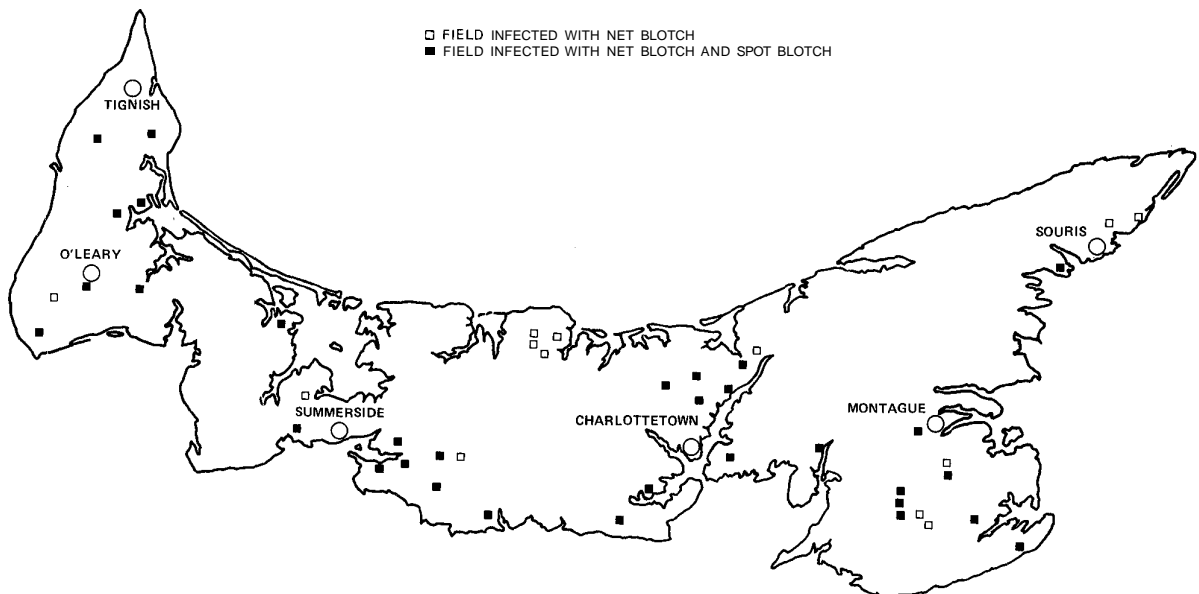 FIELD INFECTED WITH NET BLOTCH
FIELD INFECTED WITH NET BLOTCH AND SPOT BLOTCH
TIGNISH
O'LEARY
SOURIS
SUMMERSIDE
CHARLOTTETOWN
MONTAGUE